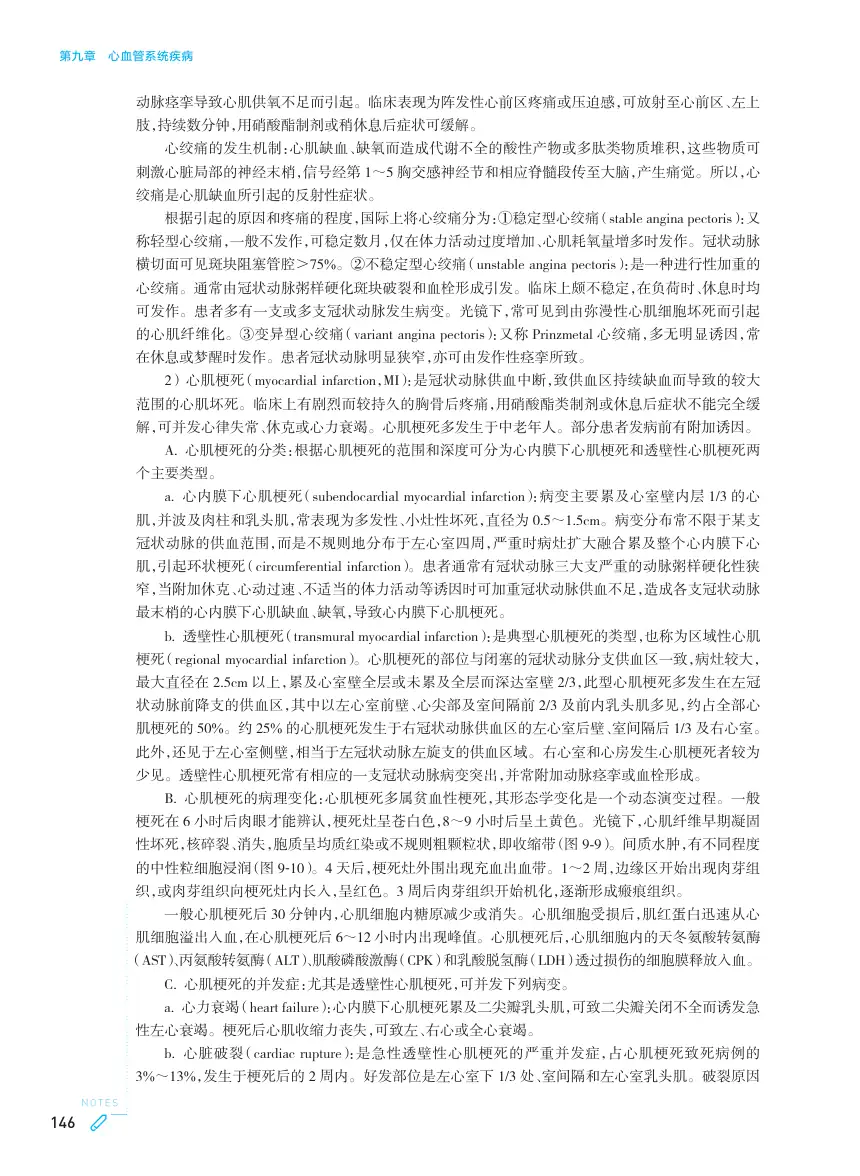 第九章 心血管系统疾病
动脉痉挛导致心肌供氧不足而引起。临床表现为阵发性心前区疼痛或压迫感,可放射至心前区、左上
肢,持续数分钟,用硝酸酯制剂或稍休息后症状可缓解。
心绞痛的发生机制:心肌缺血、缺氧而造成代谢不全的酸性产物或多肽类物质堆积,这些物质可
刺激心脏局部的神经末梢,信号经第 1～5 胸交感神经节和相应脊髓段传至大脑,产生痛觉。所以,心
绞痛是心肌缺血所引起的反射性症状。
根据引起的原因和疼痛的程度,国际上将心绞痛分为:①稳定型心绞痛(stable angina pectoris):又
称轻型心绞痛,一般不发作,可稳定数月,仅在体力活动过度增加、心肌耗氧量增多时发作。冠状动脉
横切面可见斑块阻塞管腔＞75%。②不稳定型心绞痛(unstable angina pectoris):是一种进行性加重的
心绞痛。通常由冠状动脉粥样硬化斑块破裂和血栓形成引发。临床上颇不稳定,在负荷时、休息时均
可发作。患者多有一支或多支冠状动脉发生病变。光镜下,常可见到由弥漫性心肌细胞坏死而引起
的心肌纤维化。③变异型心绞痛(variant angina pectoris):又称 Prinzmetal 心绞痛,多无明显诱因,常
在休息或梦醒时发作。患者冠状动脉明显狭窄,亦可由发作性痉挛所致。
2)心肌梗死(myocardial infarction,MI):是冠状动脉供血中断,致供血区持续缺血而导致的较大
范围的心肌坏死。临床上有剧烈而较持久的胸骨后疼痛,用硝酸酯类制剂或休息后症状不能完全缓
解,可并发心律失常、休克或心力衰竭。心肌梗死多发生于中老年人。部分患者发病前有附加诱因。
A. 心肌梗死的分类:根据心肌梗死的范围和深度可分为心内膜下心肌梗死和透壁性心肌梗死两
个主要类型。
a. 心内膜下心肌梗死(subendocardial myocardial infarction):病变主要累及心室壁内层 1/3 的心
肌,并波及肉柱和乳头肌,常表现为多发性、小灶性坏死,直径为 0.5～1.5cm。病变分布常不限于某支
冠状动脉的供血范围,而是不规则地分布于左心室四周,严重时病灶扩大融合累及整个心内膜下心
肌,引起环状梗死(circumferential infarction)。患者通常有冠状动脉三大支严重的动脉粥样硬化性狭
窄,当附加休克、心动过速、不适当的体力活动等诱因时可加重冠状动脉供血不足,造成各支冠状动脉
最末梢的心内膜下心肌缺血、缺氧,导致心内膜下心肌梗死。
b. 透壁性心肌梗死(transmural myocardial infarction):是典型心肌梗死的类型,也称为区域性心肌
梗死(regional myocardial infarction)。心肌梗死的部位与闭塞的冠状动脉分支供血区一致,病灶较大,
最大直径在 2.5cm 以上,累及心室壁全层或未累及全层而深达室壁 2/3,此型心肌梗死多发生在左冠
状动脉前降支的供血区,其中以左心室前壁、心尖部及室间隔前 2/3 及前内乳头肌多见,约占全部心
肌梗死的 50%。约 25% 的心肌梗死发生于右冠状动脉供血区的左心室后壁、室间隔后 1/3 及右心室。
此外,还见于左心室侧壁,相当于左冠状动脉左旋支的供血区域。右心室和心房发生心肌梗死者较为
少见。透壁性心肌梗死常有相应的一支冠状动脉病变突出,并常附加动脉痉挛或血栓形成。
B. 心肌梗死的病理变化:心肌梗死多属贫血性梗死,其形态学变化是一个动态演变过程。一般
梗死在 6 小时后肉眼才能辨认,梗死灶呈苍白色,8～9 小时后呈土黄色。光镜下,心肌纤维早期凝固
性坏死,核碎裂、消失,胞质呈均质红染或不规则粗颗粒状,即收缩带(图 9-9)。间质水肿,有不同程度
的中性粒细胞浸润(图 9-10)。4 天后,梗死灶外围出现充血出血带。1～2 周,边缘区开始出现肉芽组
织,或肉芽组织向梗死灶内长入,呈红色。3 周后肉芽组织开始机化,逐渐形成瘢痕组织。
一般心肌梗死后 30 分钟内,心肌细胞内糖原减少或消失。心肌细胞受损后,肌红蛋白迅速从心
肌细胞溢出入血,在心肌梗死后 6～12 小时内出现峰值。心肌梗死后,心肌细胞内的天冬氨酸转氨酶
(AST)、丙氨酸转氨酶(ALT)、肌酸磷酸激酶(CPK)和乳酸脱氢酶(LDH)透过损伤的细胞膜释放入血。
C. 心肌梗死的并发症:尤其是透壁性心肌梗死,可并发下列病变。
a. 心力衰竭(heart failure):心内膜下心肌梗死累及二尖瓣乳头肌,可致二尖瓣关闭不全而诱发急
性左心衰竭。梗死后心肌收缩力丧失,可致左、右心或全心衰竭。
b. 心脏破裂(cardiac rupture):是急性透壁性心肌梗死的严重并发症,占心肌梗死致死病例的
3%～13%,发生于梗死后的 2 周内。好发部位是左心室下 1/3 处、室间隔和左心室乳头肌。破裂原因
NOTES
146